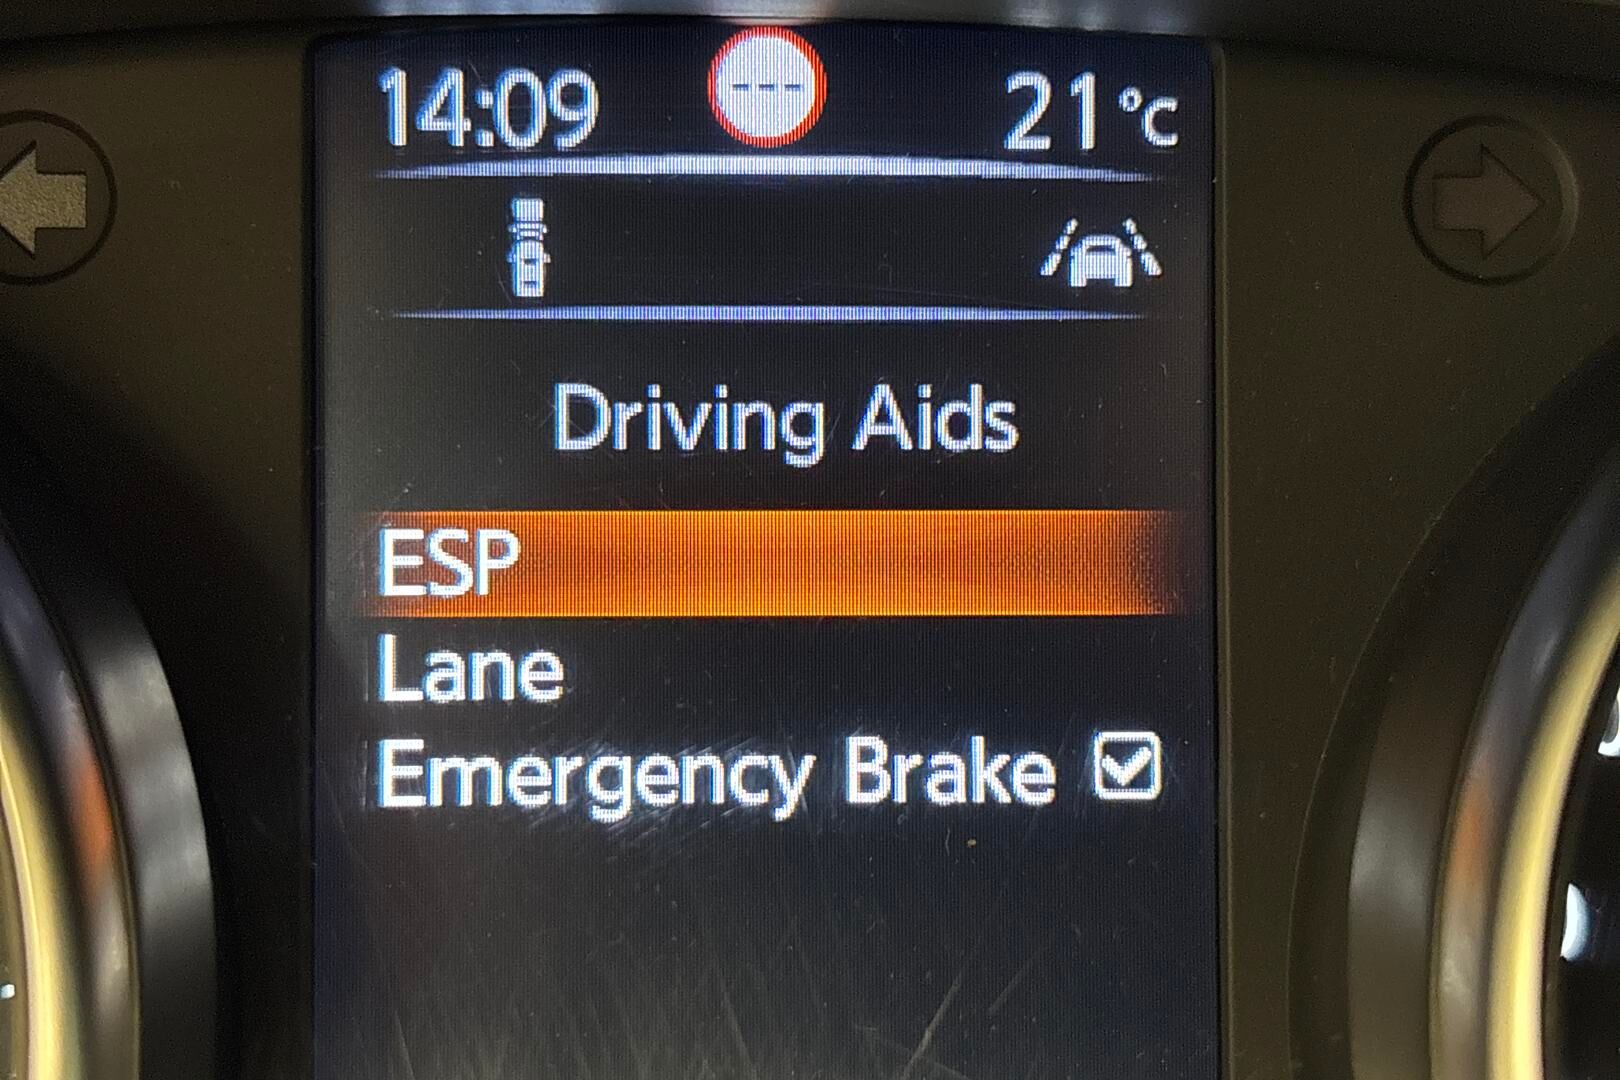 14:09 --- 21°C
Driving Aids
ESP
Lane
Emergency Brake